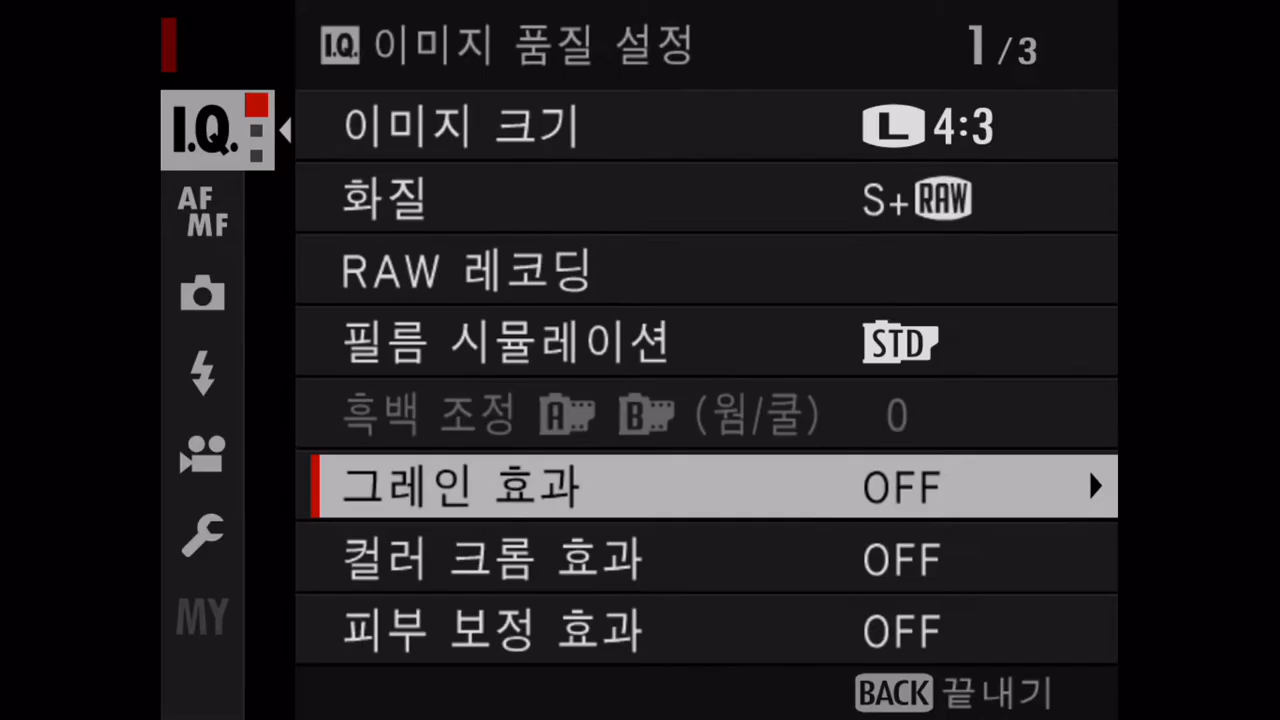 I.Q. 이미지 품질 설정 1/3
I.Q.
AF
MF
MY
이미지 크기 L 4:3
화질 S+RAW
RAW 레코딩
필름 시뮬레이션 STD
흑백 조정 A B (웜/쿨) 0
그레인 효과 OFF
컬러 크롬 효과 OFF
피부 보정 효과 OFF
BACK 끝내기